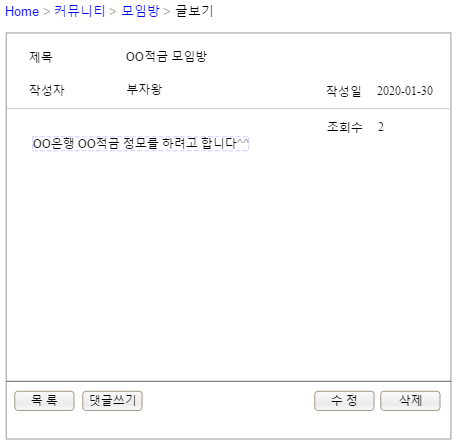 Home > 커뮤니티 > 모임방 > 글보기
제목 OO적금 모임방
작성자 부자왕 작성일 2020-01-30
조회수 2
OO은행 OO적금 정모를 하려고 합니다^^
목 록 댓글쓰기 수 정 삭제